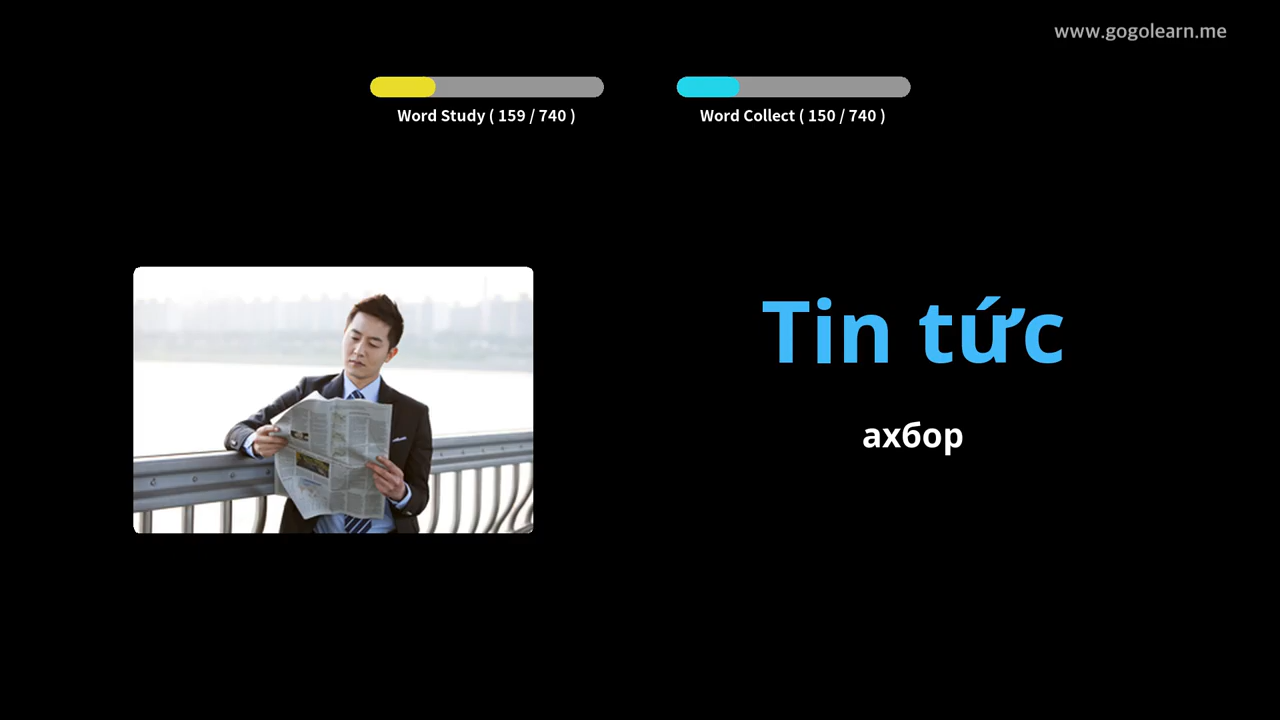 www.gogolearn.me
Word Study ( 159 / 740 )
Word Collect ( 150 / 740 )
Tin tức
ахбор